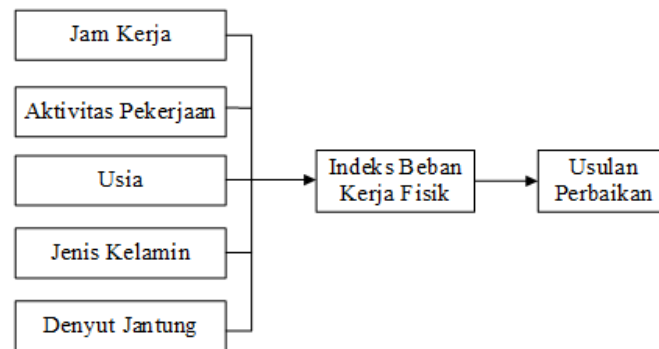 Jam Kerja
Aktivitas Pekerjaan
Usia
Jenis Kelamin
Denyut Jantung
Indeks Beban
Kerja Fisik
Usulan
Perbaikan